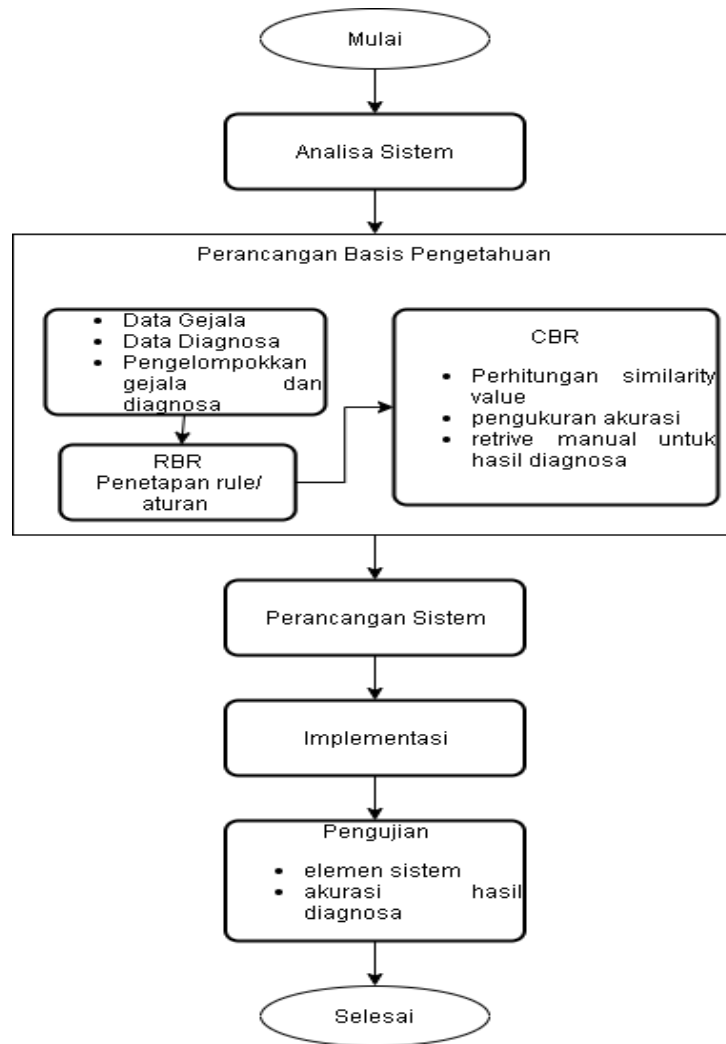 Mulai
Analisa Sistem
Perancangan Basis Pengetahuan
• Data Gejala
• Data Diagnosa
• Pengelompokkan
gejala dan
diagnosa
RBR
Penetapan rule/
aturan
CBR
• Perhitungan similarity
value
• pengukuran akurasi
• retrive manual untuk
hasil diagnosa
Perancangan Sistem
Implementasi
Pengujian
• elemen sistem
• akurasi hasil
diagnosa
Selesai